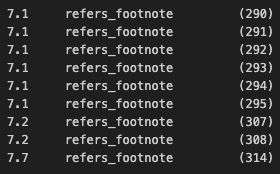 7.1 refers_footnote (290)
7.1 refers_footnote (291)
7.1 refers_footnote (292)
7.1 refers_footnote (293)
7.1 refers_footnote (294)
7.1 refers_footnote (295)
7.2 refers_footnote (307)
7.2 refers_footnote (308)
7.7 refers_footnote (314)